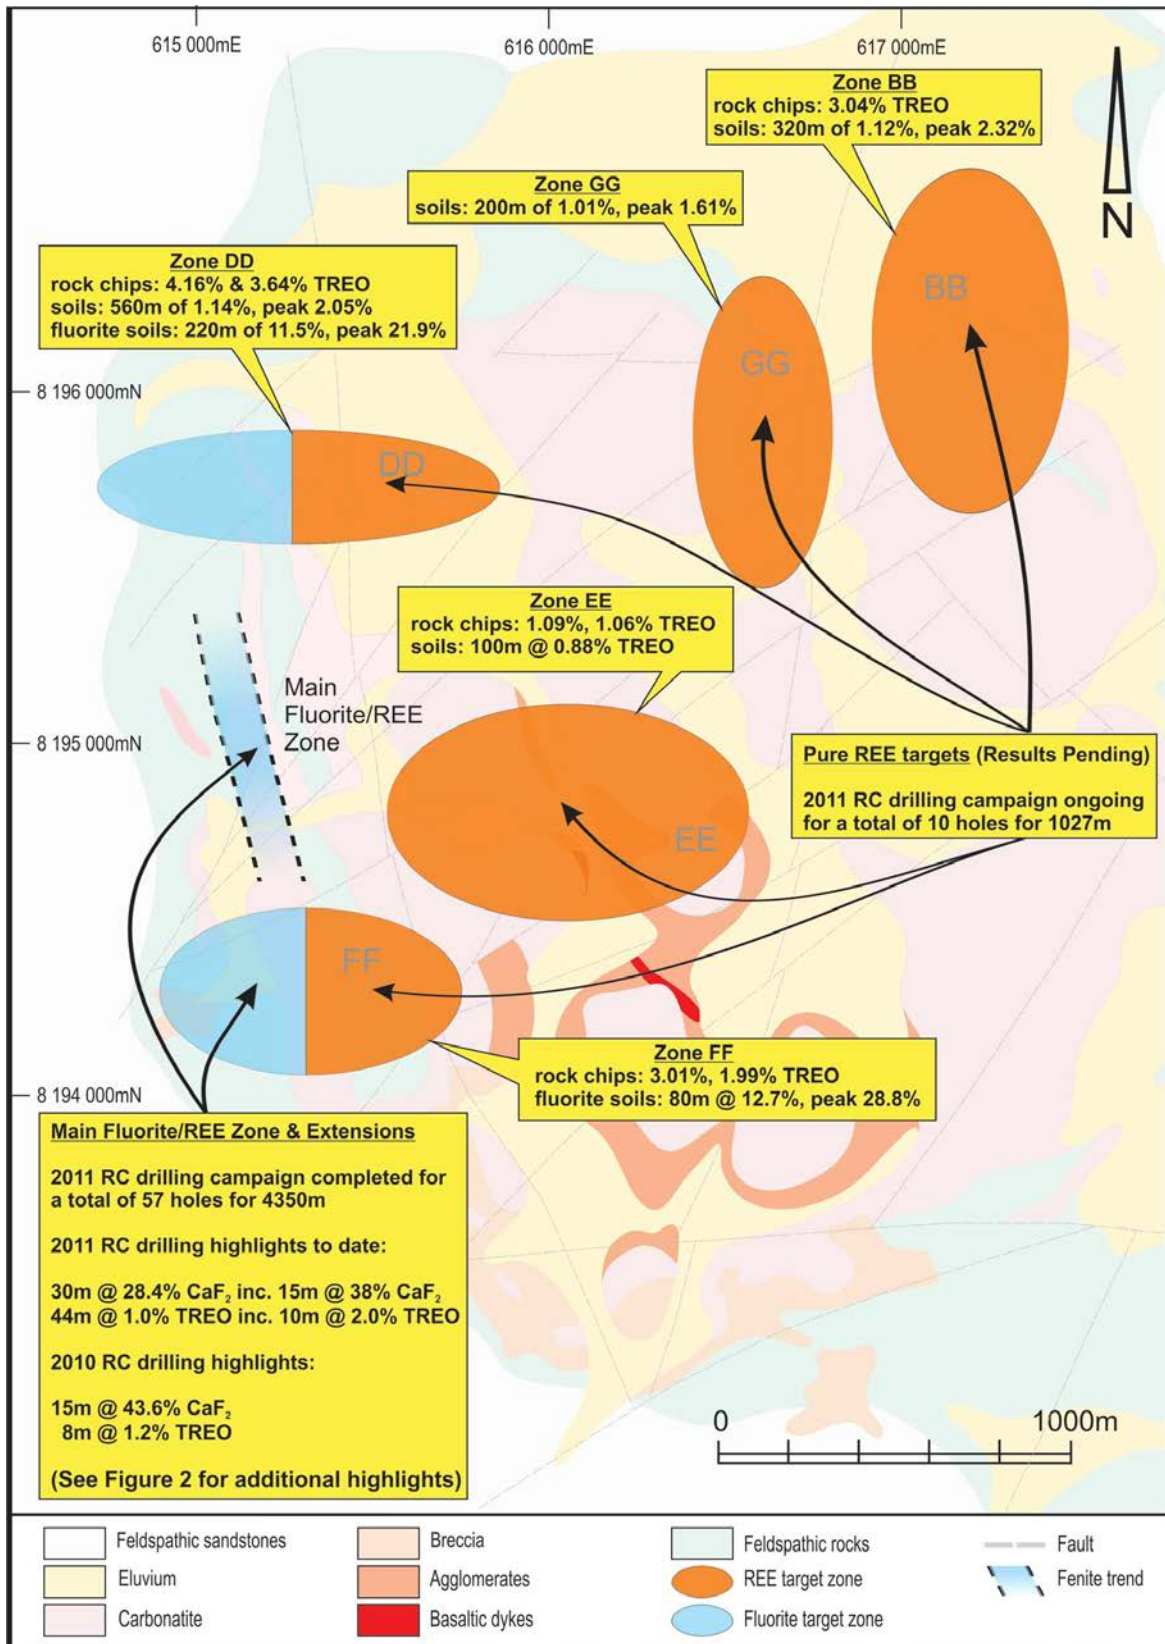 615 000mE
616 000mE
617 000mE
Zone BB
rock chips: 3.04% TREO
soils: 320m of 1.12%, peak 2.32%
Zone GG
soils: 200m of 1.01%, peak 1.61%
N
Zone DD
rock chips: 4.16% & 3.64% TREO
soils: 560m of 1.14%, peak 2.05%
fluorite soils: 220m of 11.5%, peak 21.9%
BB
GG
8 196 000mN
DD
Zone EE
rock chips: 1.09%, 1.06% TREO
soils: 100m @ 0.88% TREO
Main
Fluorite/REE
Zone
8 195 000mN
Pure REE targets (Results Pending)
2011 RC drilling campaign ongoing
for a total of 10 holes for 1027m
EE
FF
Zone FF
rock chips: 3.01%, 1.99% TREO
fluorite soils: 80m @ 12.7%, peak 28.8%
8 194 000mN
Main Fluorite/REE Zone & Extensions
2011 RC drilling campaign completed for
a total of 57 holes for 4350m
2011 RC drilling highlights to date:
30m @ 28.4% CaF₂ inc. 15m @ 38% CaF₂
44m @ 1.0% TREO inc. 10m @ 2.0% TREO
2010 RC drilling highlights:
15m @ 43.6% CaF₂
8m @ 1.2% TREO
(See Figure 2 for additional highlights)
0 1000m
Feldspathic sandstones
Eluvium
Carbonatite
Breccia
Agglomerates
Basaltic dykes
Feldspathic rocks
REE target zone
Fluorite target zone
Fault
Fenite trend